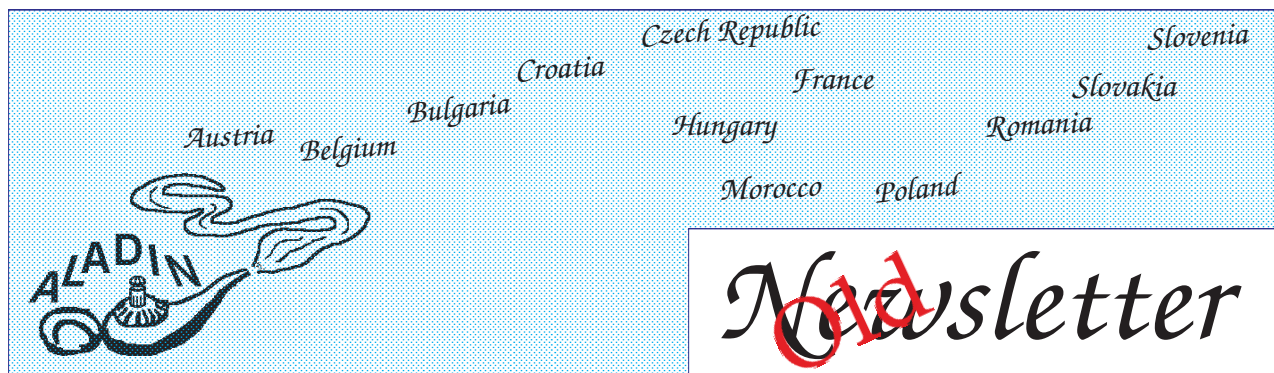 Czech Republic
Slovenia
Croatia
France
Slovakia
Bulgaria
Hungary
Romania
Austria
Belgium
Morocco
Poland
ALADIN
Newsletter
Old